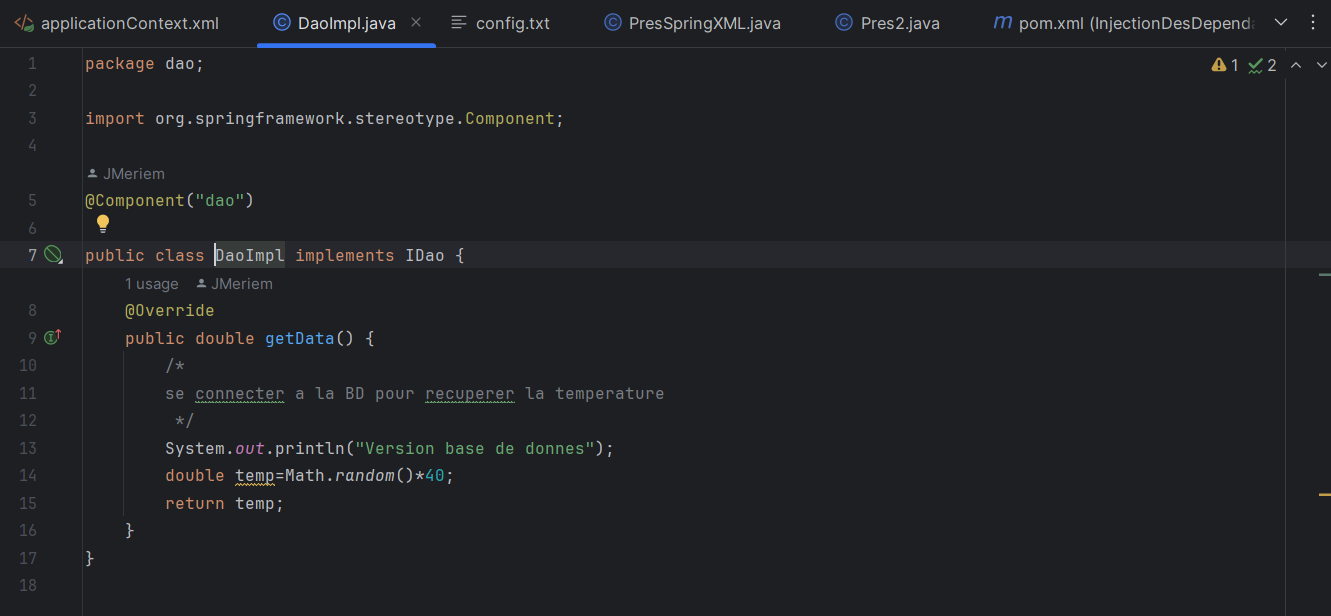 applicationContext.xml DaoImpl.java config.txt PresSpringXML.java Pres2.java pom.xml (InjectionDesDependa
1 package dao; 1 2
2
3 import org.springframework.stereotype.Component;
4
JMeriem
5 @Component("dao")
6
7 public class DaoImpl implements IDao {
1 usage JMeriem
8 @Override
9 public double getData() {
10 /*
11 se connecter a la BD pour recuperer la temperature
12 */
13 System.out.println("Version base de donnes");
14 double temp=Math.random()*40;
15 return temp;
16 }
17 }
18